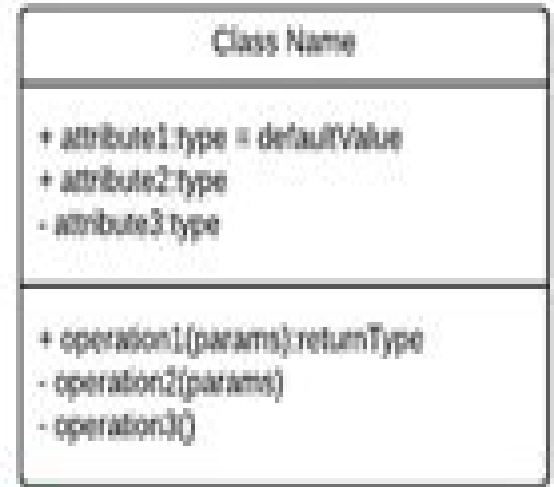 Class Name
+ attribute1:type = defaultValue
+ attribute2:type
- attribute3:type
+ operation1(params):returnType
- operation2(params)
- operation3()